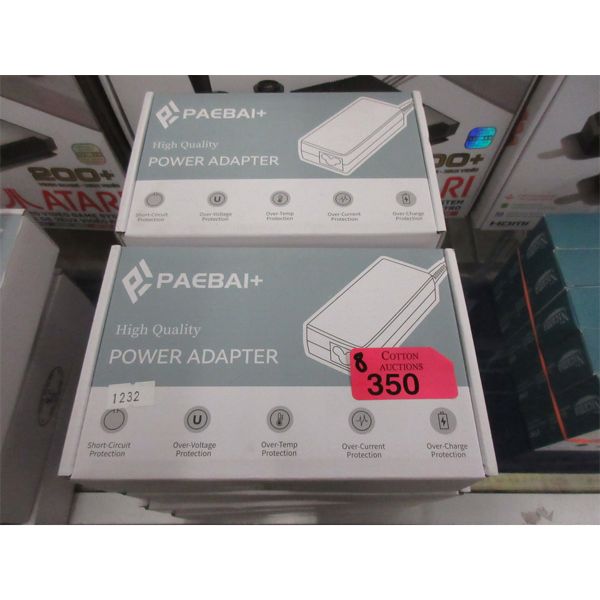 PAEBAI+
High Quality
POWER ADAPTER
Short-Circuit Protection
Over-Voltage Protection
Over-Temp Protection
Over-Current Protection
Over-Charge Protection
200+
ATARI
200+
HDMI
PAEBAI+
High Quality
POWER ADAPTER
1232
8
COTTON
AUCTIONS
350
Short-Circuit Protection
Over-Voltage Protection
Over-Temp Protection
Over-Current Protection
Over-Charge Protection